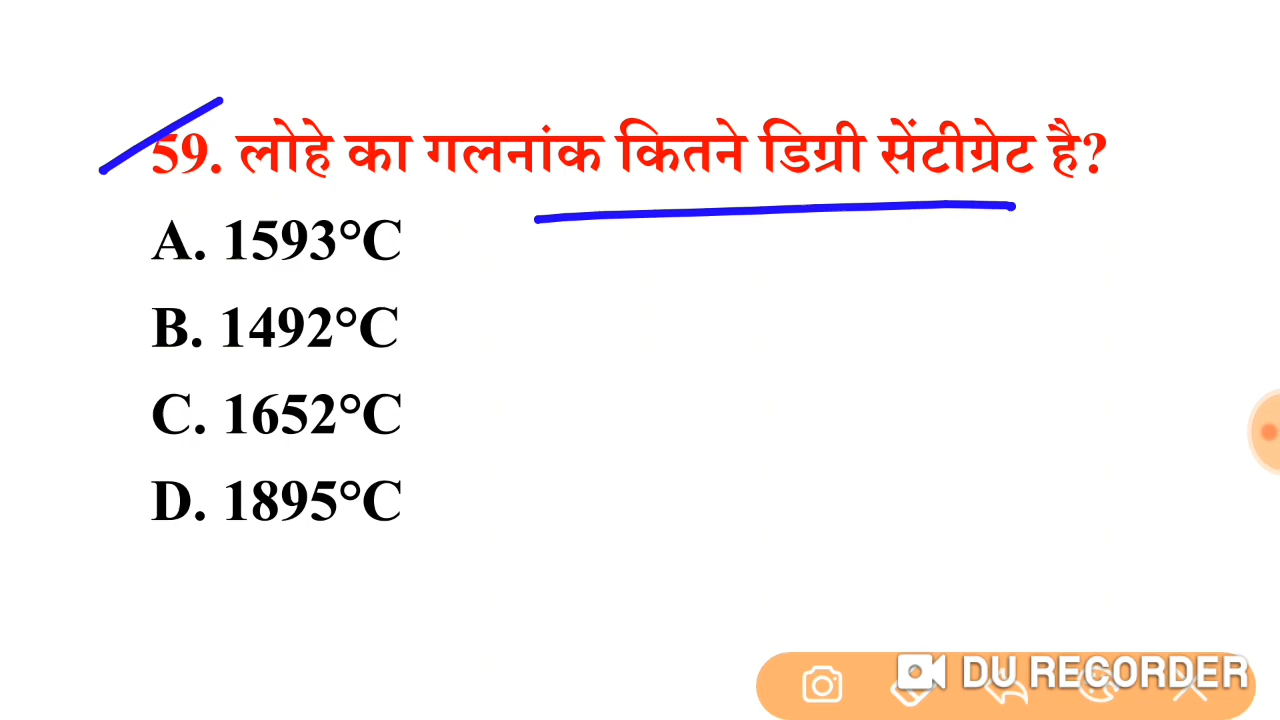 59. लोहे का गलनांक कितने डिग्री सेंटीग्रेट है?
A. 1593°C
B. 1492°C
C. 1652°C
D. 1895°C
DU RECORDER